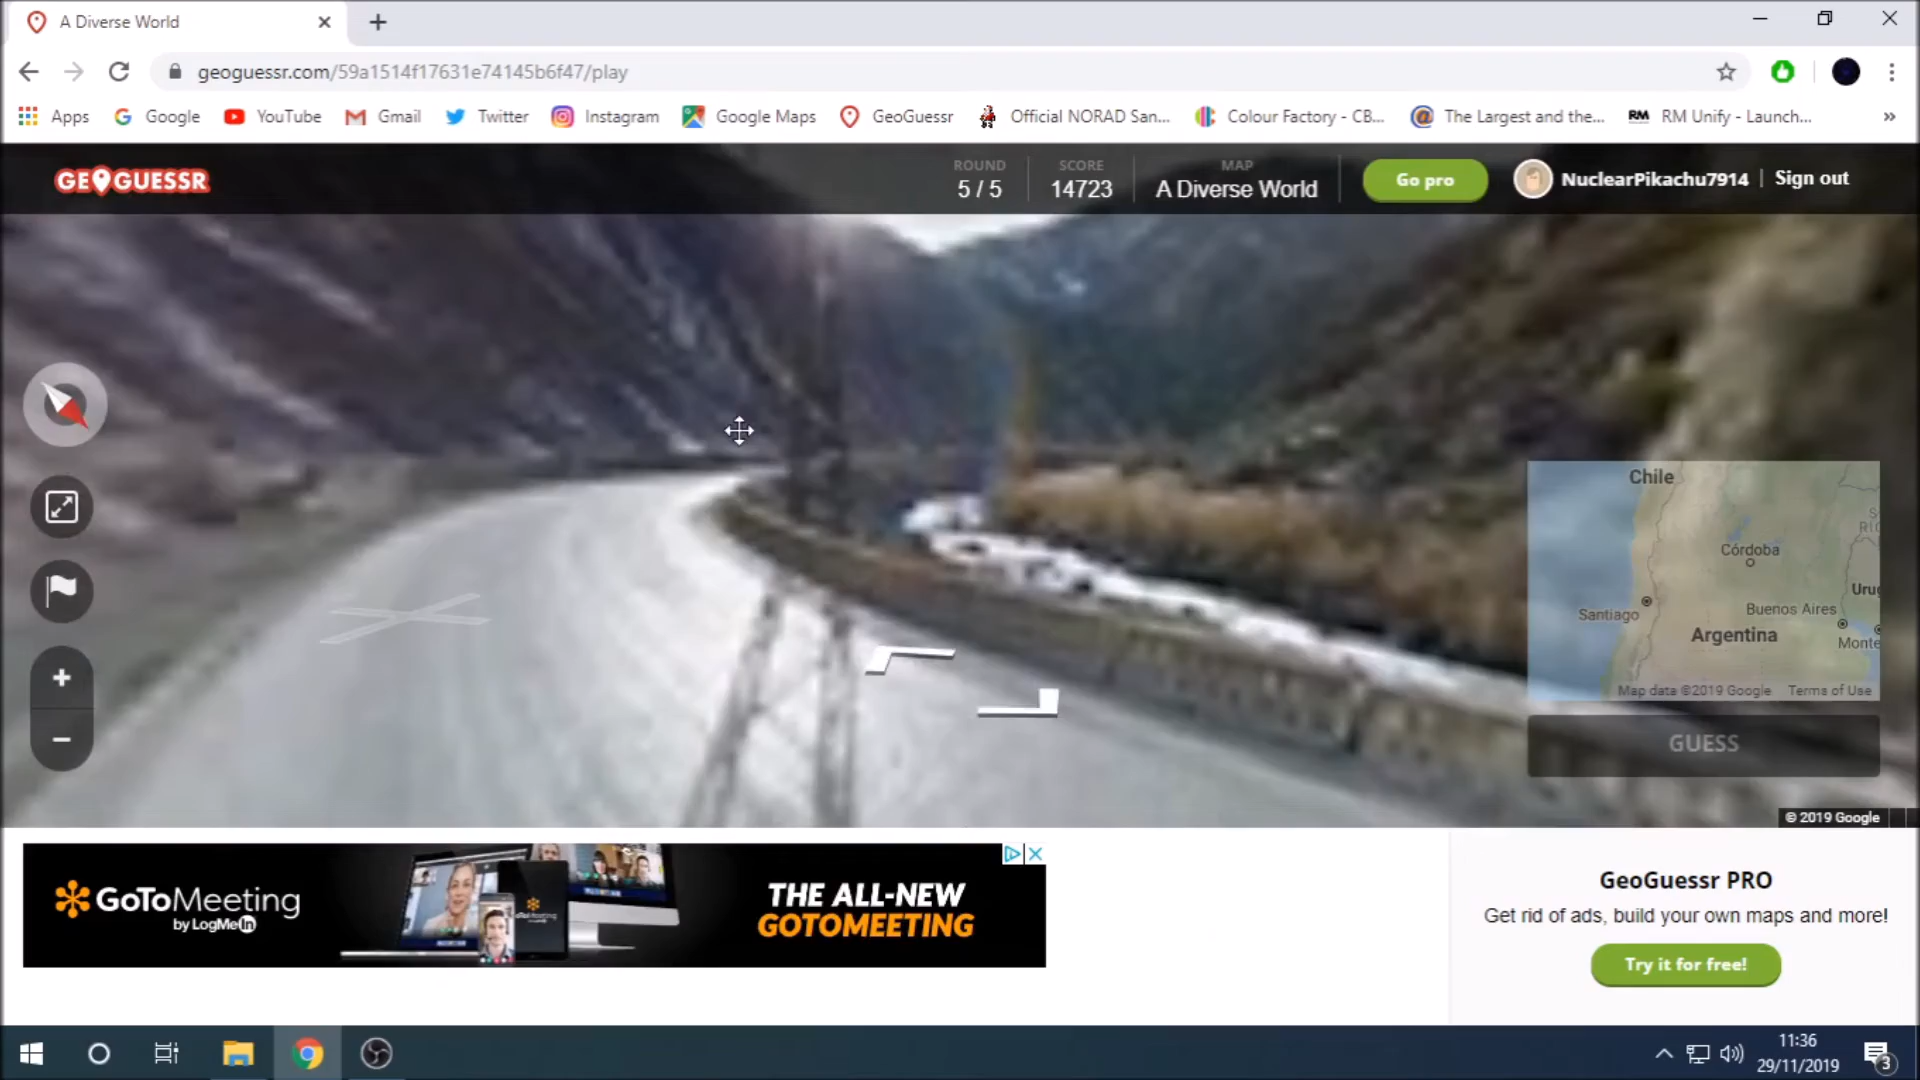 A Diverse World
geoguessr.com/59a1514f17631e74145b6f47/play
Apps Google YouTube Gmail Twitter Instagram Google Maps GeoGuessr Official NORAD San... Colour Factory - CB... The Largest and the... RM RM Unify - Launch... »
GEOGUESSR
ROUND SCORE MAP
5 / 5 14723 A Diverse World Go pro NuclearPikachu7914 | Sign out
Chile
Córdoba
Urug
Santiago Buenos Aires
Argentina Monte
Map data ©2019 Google Terms of Use
GUESS
© 2019 Google
GoToMeeting
by LogMeIn
THE ALL-NEW
GOTOMEETING
GeoGuessr PRO
Get rid of ads, build your own maps and more!
Try it for free!
11:36
29/11/2019
3